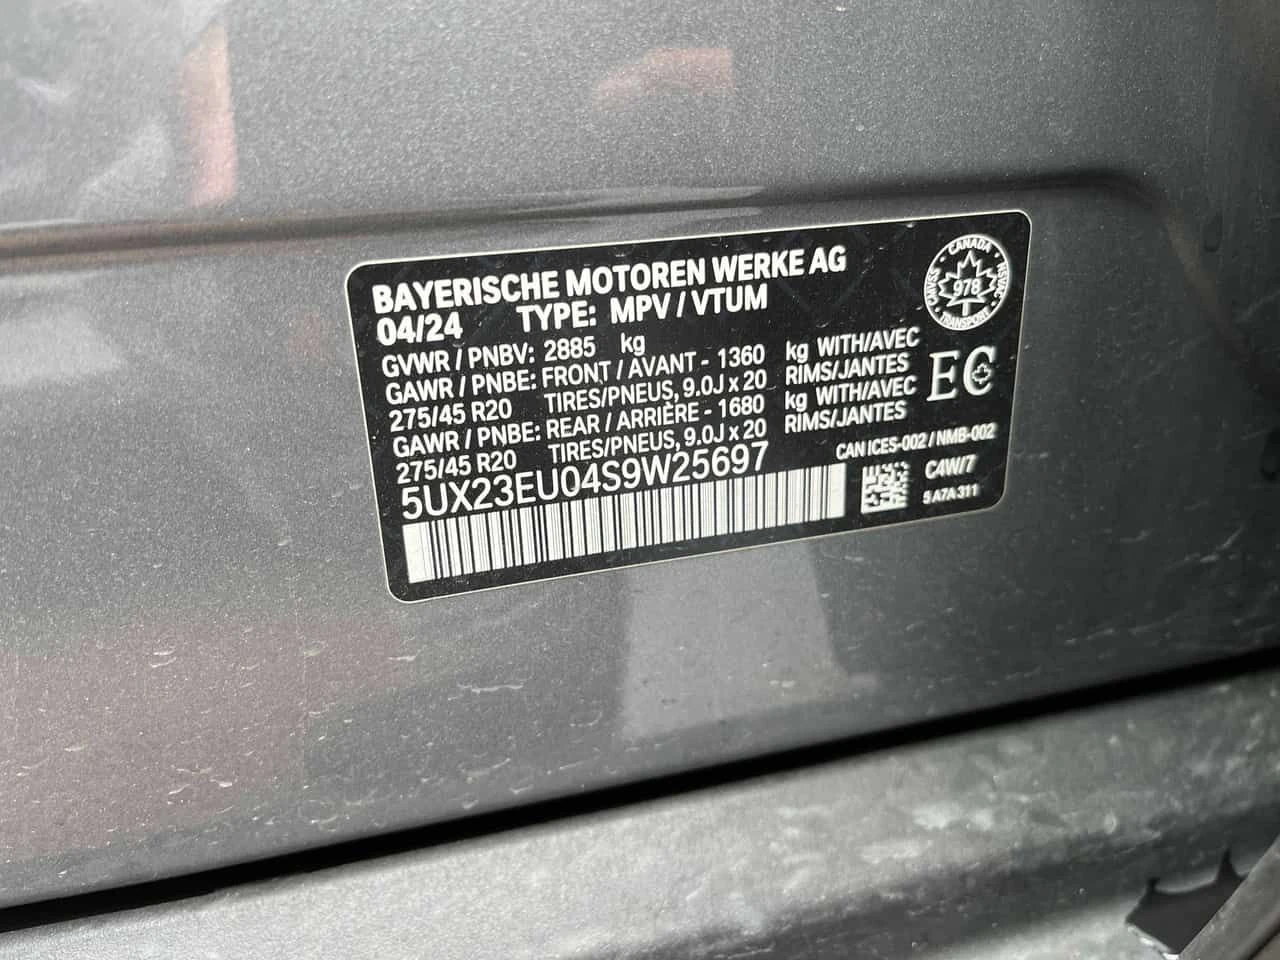 BAYERISCHE MOTOREN WERKE AG
04/24 TYPE: MPV / VTUM
GVWR / PNBV: 2885 kg
GAWR / PNBE: FRONT / AVANT - 1360 kg WITH/AVEC
275/45 R20 TIRES/PNEUS, 9.0J x 20 RIMS/JANTES
GAWR / PNBE: REAR / ARRIÈRE - 1680 kg WITH/AVEC
275/45 R20 TIRES/PNEUS, 9.0J x 20 RIMS/JANTES
5UX23EU04S9W25697
CANADA
CMVSS 978 NSVAC
TRANSPORT
EC
CAN ICES-002 / NMB-002
C4W/7
5 A7A 311